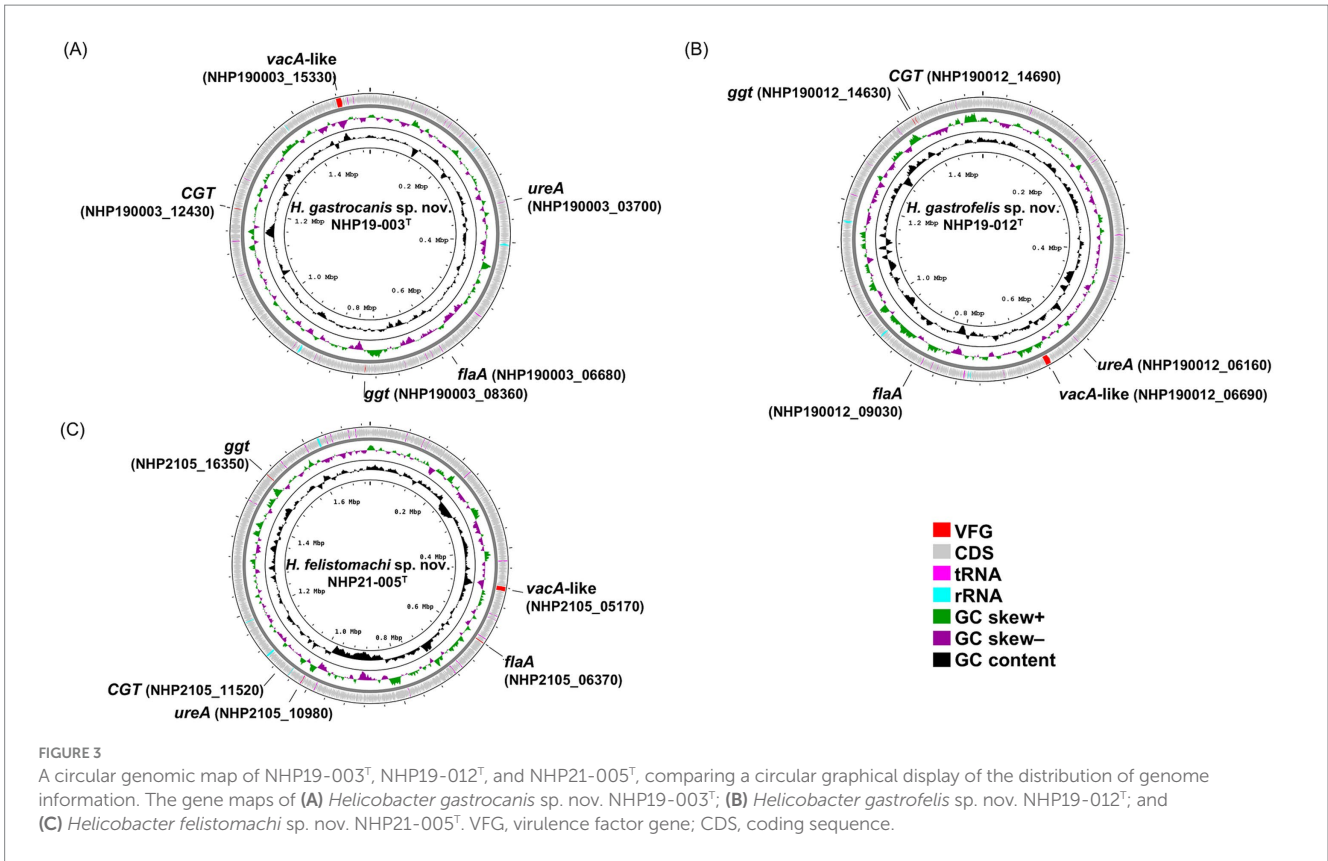 (A)
vacA-like
(NHP190003_15330)
CGT
(NHP190003_12430)
ureA
(NHP190003_03700)
flaA (NHP190003_06680)
ggt (NHP190003_08360)
H. gastrocanis sp. nov.
NHP19-003ᵀ
0.2 Mbp
0.4 Mbp
0.6 Mbp
0.8 Mbp
1.0 Mbp
1.2 Mbp
1.4 Mbp
(B)
CGT (NHP190012_14690)
ggt (NHP190012_14630)
ureA (NHP190012_06160)
vacA-like (NHP190012_06690)
flaA
(NHP190012_09030)
H. gastrofelis sp. nov.
NHP19-012ᵀ
0.2 Mbp
0.4 Mbp
0.6 Mbp
0.8 Mbp
1.0 Mbp
1.2 Mbp
1.4 Mbp
(C)
ggt
(NHP2105_16350)
vacA-like
(NHP2105_05170)
flaA
(NHP2105_06370)
CGT (NHP2105_11520)
ureA (NHP2105_10980)
H. felistomachi sp. nov.
NHP21-005ᵀ
0.2 Mbp
0.4 Mbp
0.6 Mbp
0.8 Mbp
1.0 Mbp
1.2 Mbp
1.4 Mbp
1.6 Mbp
VFG
CDS
tRNA
rRNA
GC skew+
GC skew–
GC content
FIGURE 3
A circular genomic map of NHP19-003ᵀ, NHP19-012ᵀ, and NHP21-005ᵀ, comparing a circular graphical display of the distribution of genome
information. The gene maps of (A) Helicobacter gastrocanis sp. nov. NHP19-003ᵀ; (B) Helicobacter gastrofelis sp. nov. NHP19-012ᵀ; and
(C) Helicobacter felistomachi sp. nov. NHP21-005ᵀ. VFG, virulence factor gene; CDS, coding sequence.